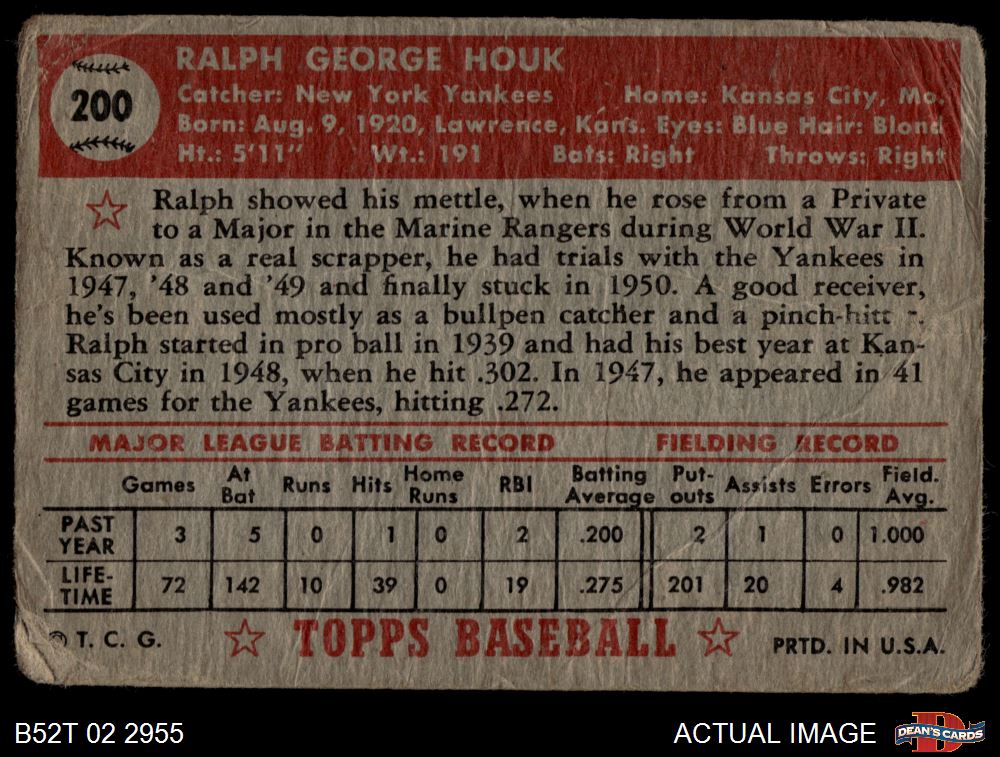 200
RALPH GEORGE HOUK
Catcher: New York Yankees Home: Kansas City, Mo.
Born: Aug. 9, 1920, Lawrence, Kans. Eyes: Blue Hair: Blond
Ht.: 5'11" Wt.: 191 Bats: Right Throws: Right
Ralph showed his mettle, when he rose from a Private
to a Major in the Marine Rangers during World War II.
Known as a real scrapper, he had trials with the Yankees in
1947, '48 and '49 and finally stuck in 1950. A good receiver,
he's been used mostly as a bullpen catcher and a pinch-hitt r.
Ralph started in pro ball in 1939 and had his best year at Kan-
sas City in 1948, when he hit .302. In 1947, he appeared in 41
games for the Yankees, hitting .272.
MAJOR LEAGUE BATTING RECORD FIELDING RECORD
Games At Bat Runs Hits Home Runs RBI Batting Average Put-outs Assists Errors Field. Avg.
PAST YEAR 3 5 0 1 0 2 .200 2 1 0 1.000
LIFE-TIME 72 142 10 39 0 19 .275 201 20 4 .982
© T. C. G. TOPPS BASEBALL PRTD. IN U.S.A.
B52T 02 2955 ACTUAL IMAGE D DEAN'S CARDS